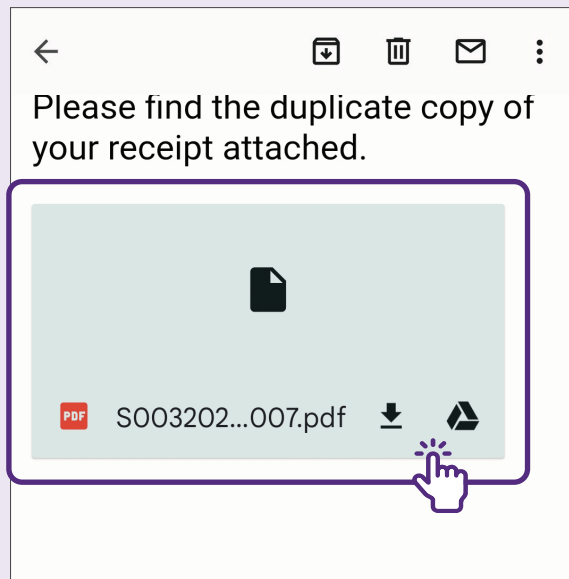 Please find the duplicate copy of
your receipt attached.
PDF S003202...007.pdf